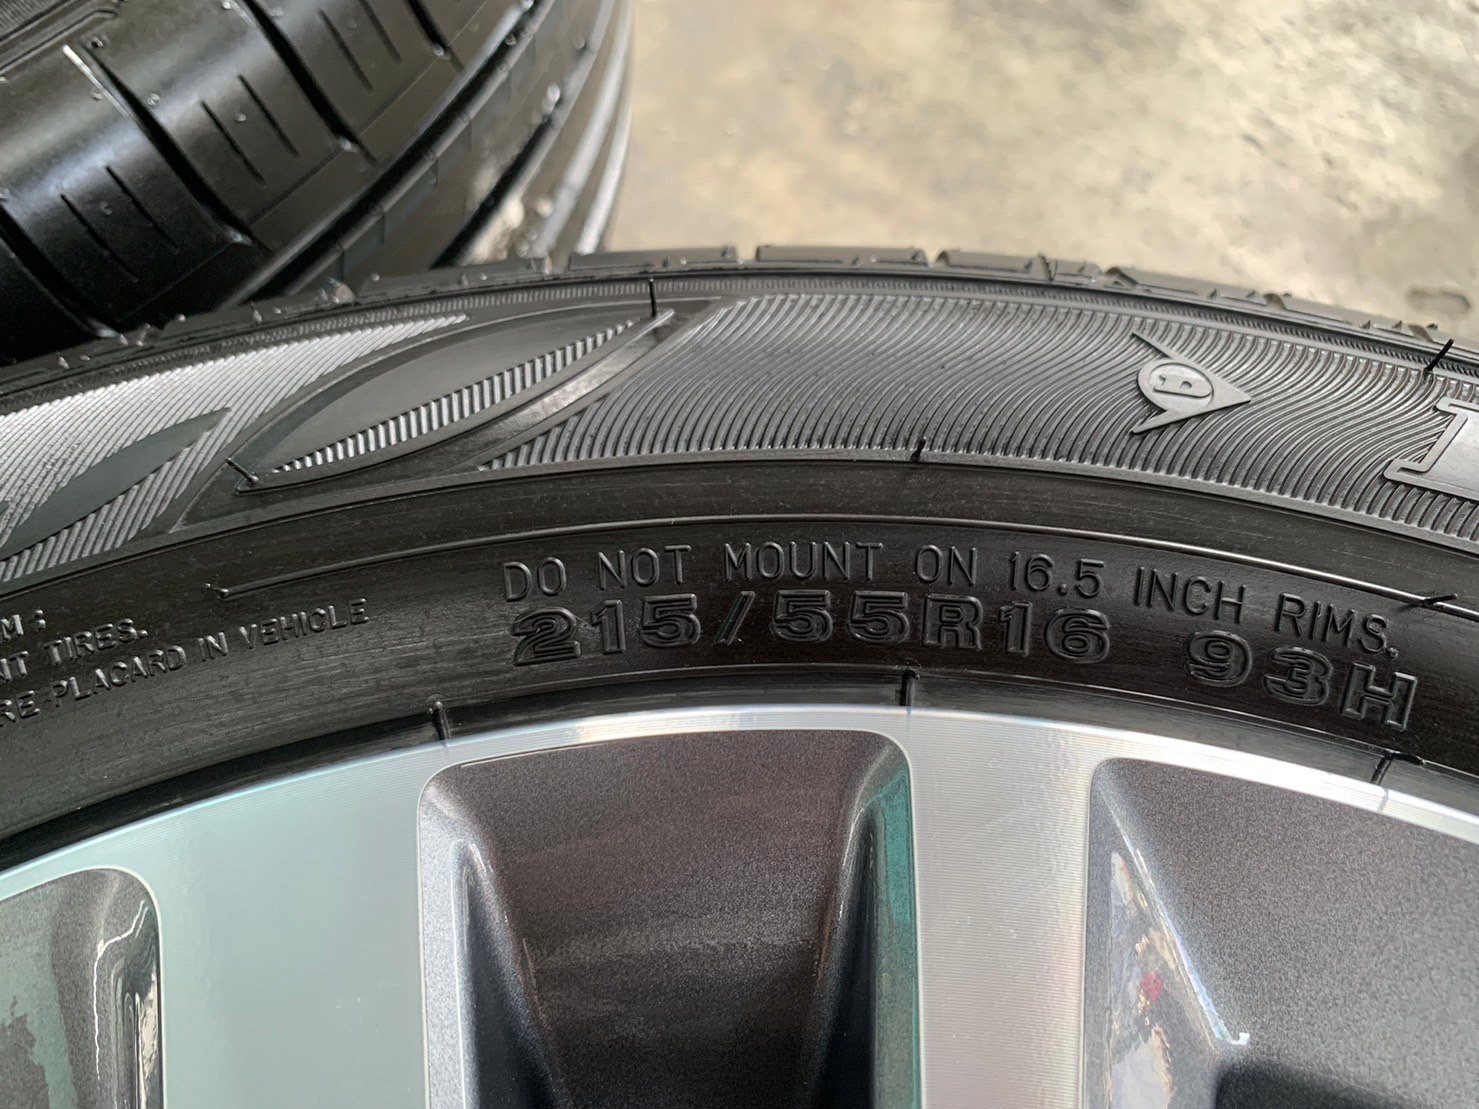 DO NOT MOUNT ON 16.5 INCH RIMS.
215/55R16 93H
M:
NT TIRES.
RE-PLACARD IN VEHICLE
D